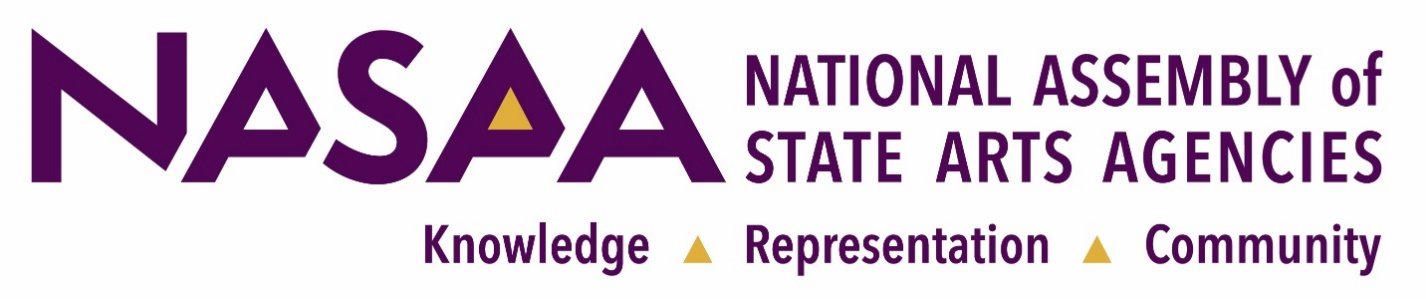 NASAA
NATIONAL ASSEMBLY of
STATE ARTS AGENCIES
Knowledge ▲ Representation ▲ Community